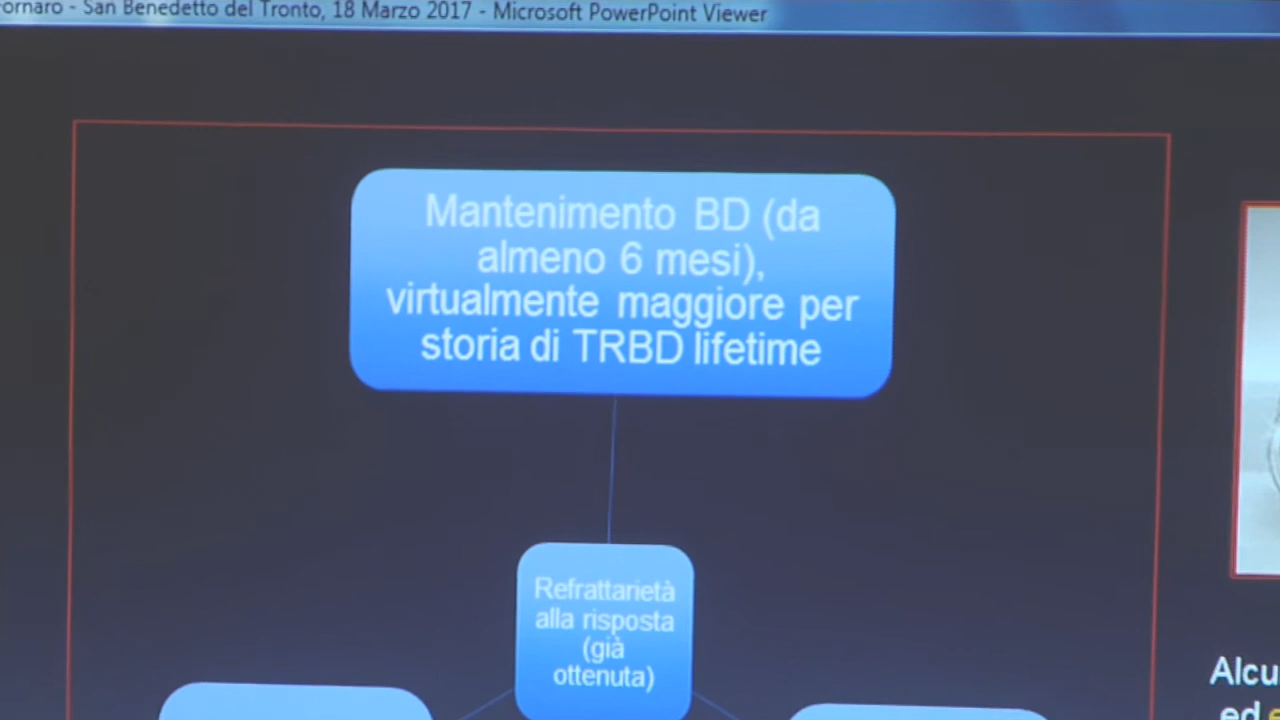 ornaro - San Benedetto del Tronto, 18 Marzo 2017 - Microsoft PowerPoint Viewer
Mantenimento BD (da
almeno 6 mesi),
virtualmente maggiore per
storia di TRBD lifetime
Refrattarietà
alla risposta
(già
ottenuta)
Alcu
ed